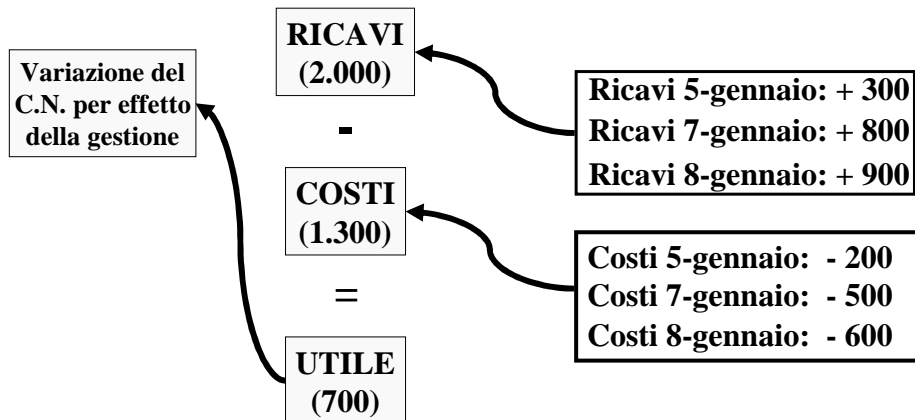 Variazione del
C.N. per effetto
della gestione
RICAVI
(2.000)
-
COSTI
(1.300)
=
UTILE
(700)
Ricavi 5-gennaio: + 300
Ricavi 7-gennaio: + 800
Ricavi 8-gennaio: + 900
Costi 5-gennaio: - 200
Costi 7-gennaio: - 500
Costi 8-gennaio: - 600